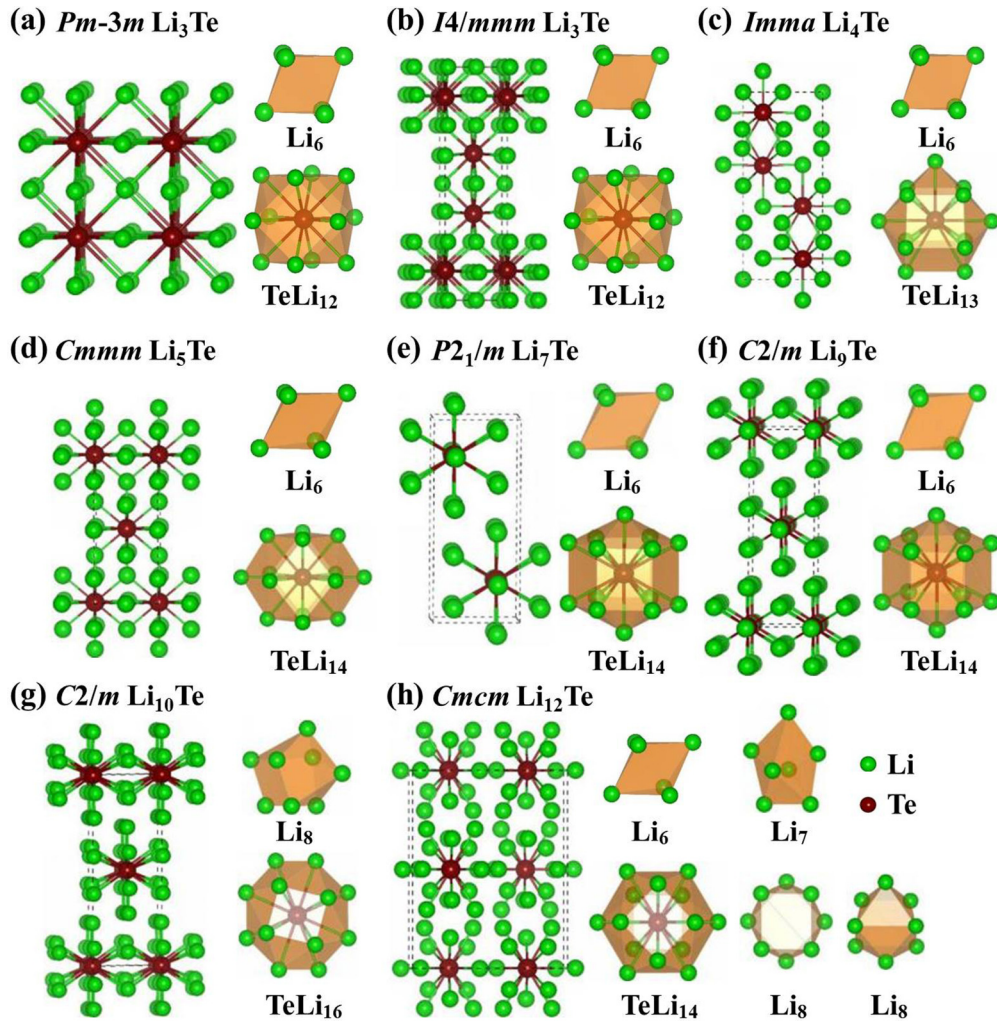 (a) Pm-3m Li₃Te
Li₆
TeLi₁₂
(b) I4/mmm Li₃Te
Li₆
TeLi₁₂
(c) Imma Li₄Te
Li₆
TeLi₁₃
(d) Cmmm Li₅Te
Li₆
TeLi₁₄
(e) P2₁/m Li₇Te
Li₆
TeLi₁₄
(f) C2/m Li₉Te
Li₆
TeLi₁₄
(g) C2/m Li₁₀Te
Li₈
TeLi₁₆
(h) Cmcm Li₁₂Te
Li₆
Li₇
TeLi₁₄
Li₈
Li₈
Li
Te